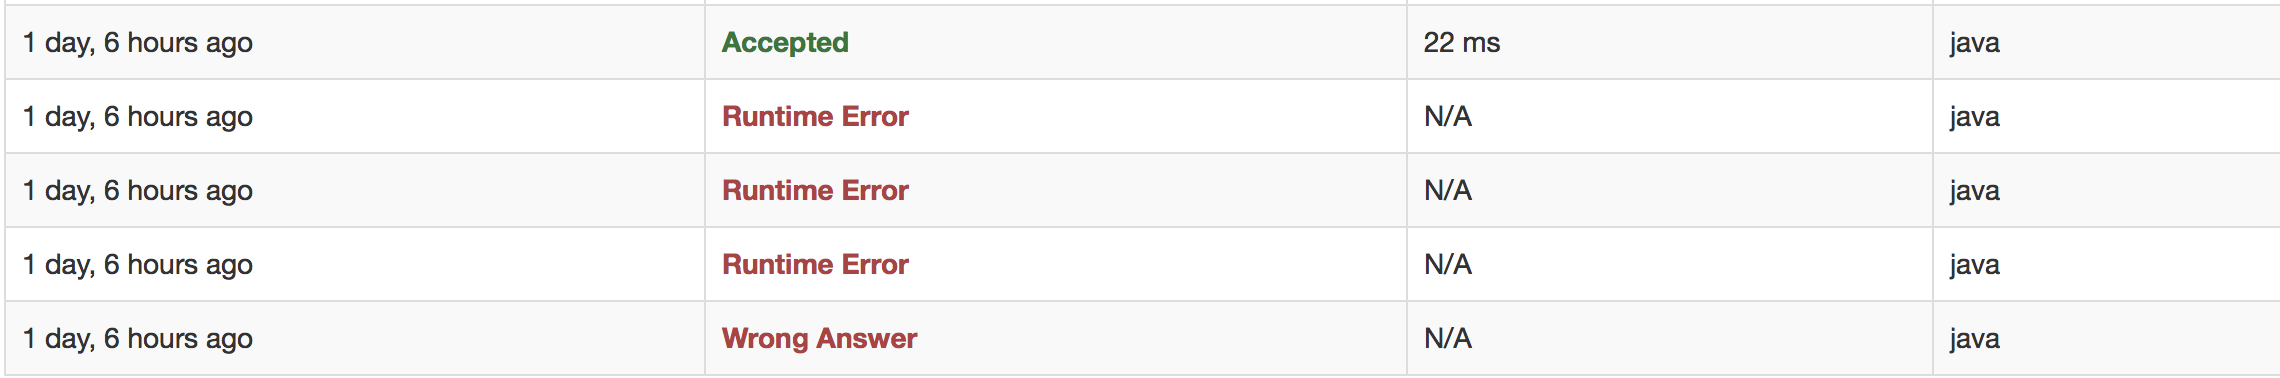 1 day, 6 hours ago Accepted 22 ms java
1 day, 6 hours ago Runtime Error N/A java
1 day, 6 hours ago Runtime Error N/A java
1 day, 6 hours ago Runtime Error N/A java
1 day, 6 hours ago Wrong Answer N/A java